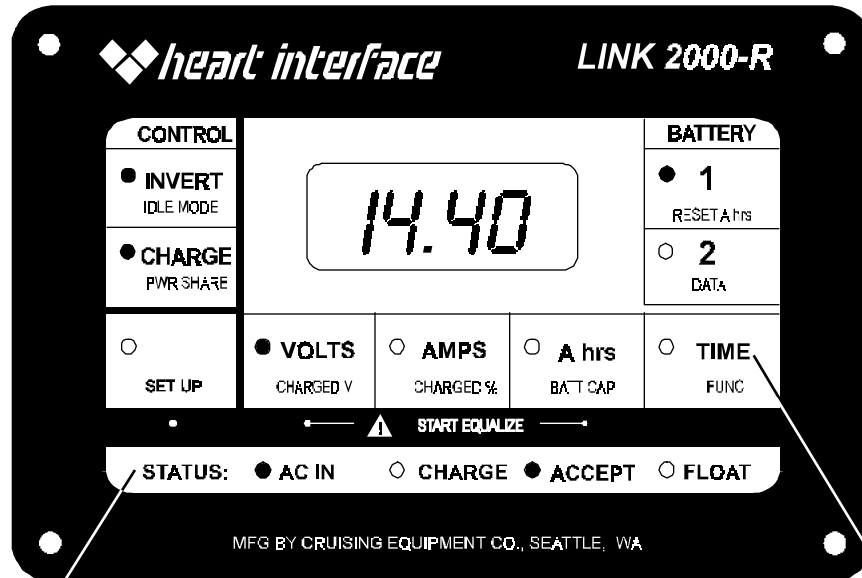 heart interface
LINK 2000-R
CONTROL
BATTERY
INVERT
IDLE MODE
14.40
1
RESET A hrs
CHARGE
PWR SHARE
2
DATA
SET UP
VOLTS
CHARGED V
AMPS
CHARGED %
A hrs
BATT CAP
TIME
FUNC
! START EQUALIZE
STATUS: AC IN CHARGE ACCEPT FLOAT
MFG BY CRUISING EQUIPMENT CO., SEATTLE, WA